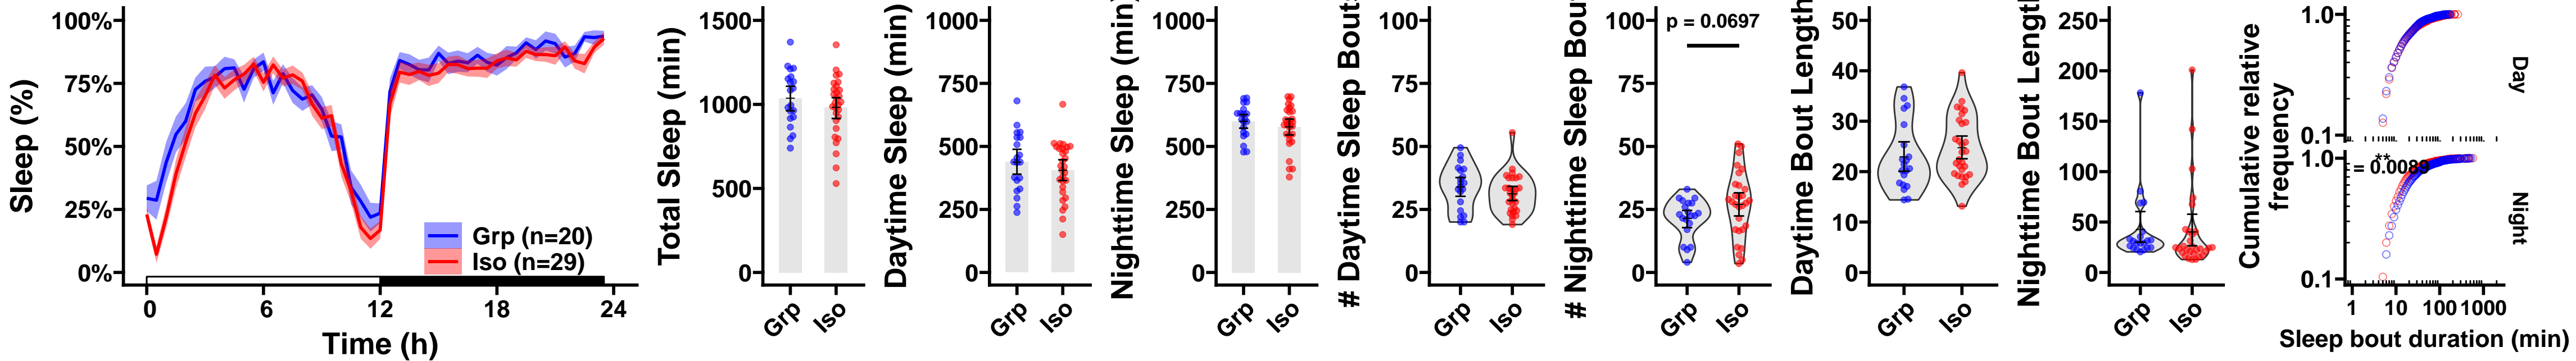 Sleep (%)
100%
75%
50%
25%
0%
Grp (n=20)
Iso (n=29)
0 6 12 18 24
Time (h)
Total Sleep (min)
1500
1000
500
0
Grp Iso
Daytime Sleep (min)
1000
750
500
250
0
Grp Iso
Nighttime Sleep (min)
1000
750
500
250
0
Grp Iso
# Daytime Sleep Bouts
100
75
50
25
0
Grp Iso
# Nighttime Sleep Bou
100
75
50
25
0
p = 0.0697
Grp Iso
Daytime Bout Length
50
40
30
20
10
0
Grp Iso
Nighttime Bout Lengt
250
200
150
100
50
0
Grp Iso
Cumulative relative
frequency
1.0
0.1
Day
1.0
0.1
**
= 0.0089
Night
1 10 100 1000
Sleep bout duration (min)